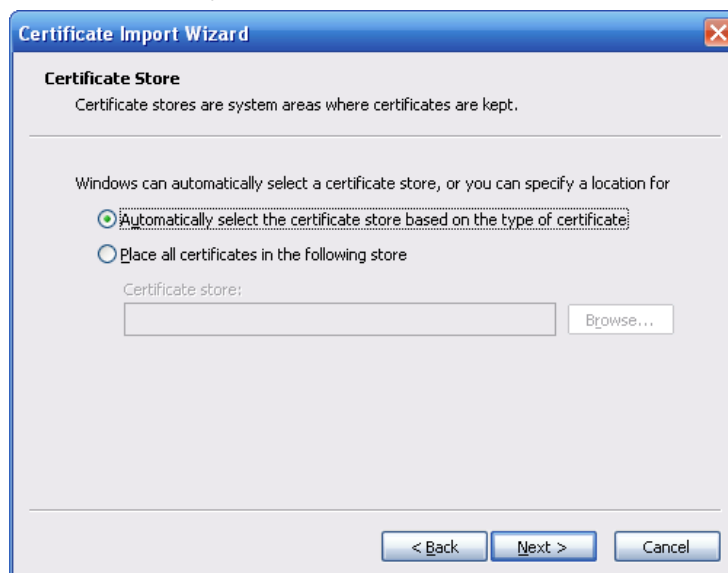 Certificate Import Wizard
Certificate Store
Certificate stores are system areas where certificates are kept.
Windows can automatically select a certificate store, or you can specify a location for
Automatically select the certificate store based on the type of certificate
Place all certificates in the following store
Certificate store:
Browse...
< Back
Next >
Cancel